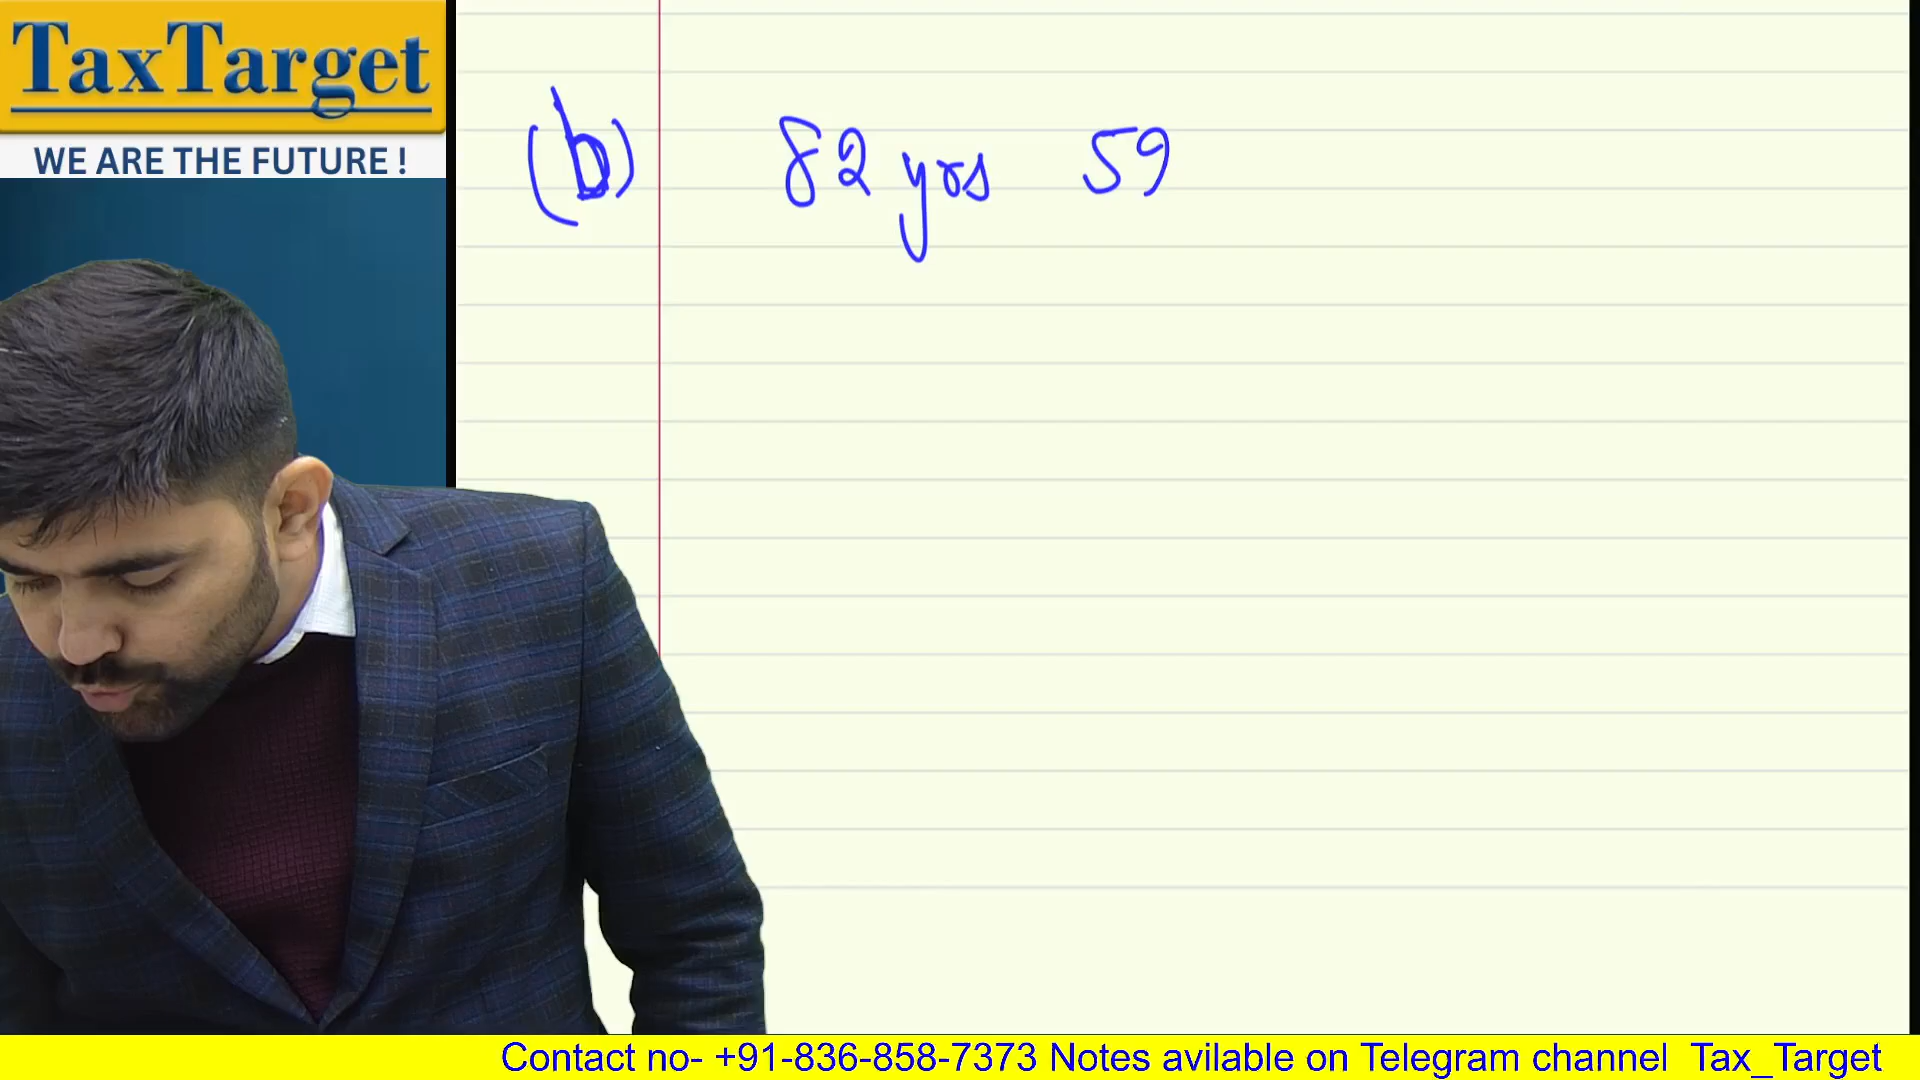 TaxTarget
WE ARE THE FUTURE !
(b) 82 yrs 59
Contact no- +91-836-858-7373 Notes avilable on Telegram channel Tax_Target